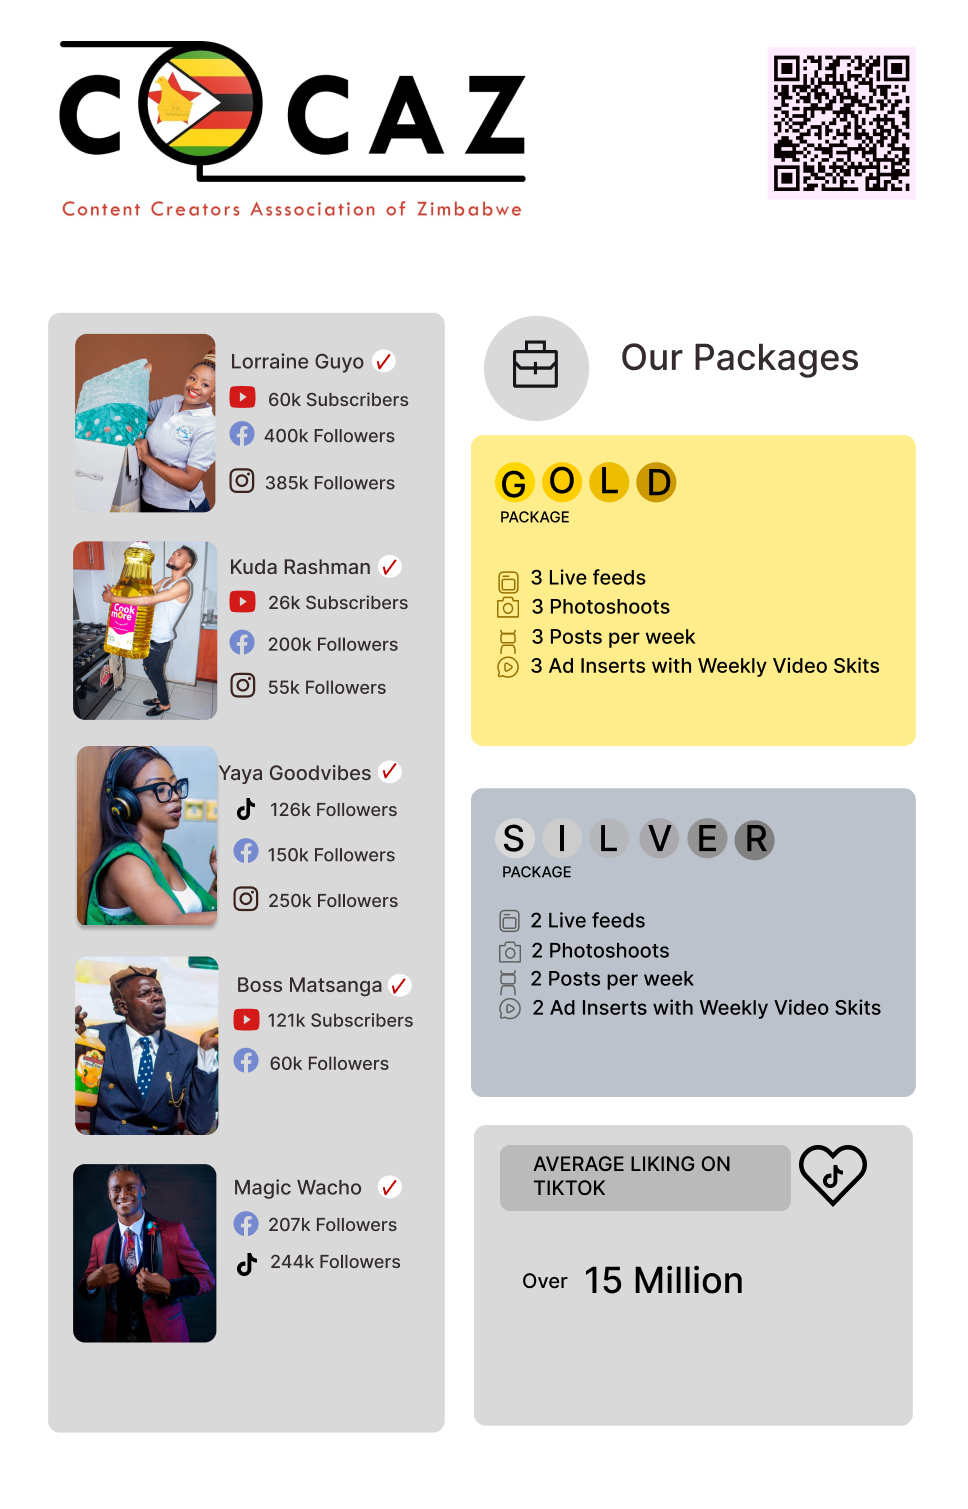 COCAZ
Content Creators Asssociation of Zimbabwe
Lorraine Guyo
60k Subscribers
400k Followers
385k Followers
Kuda Rashman
26k Subscribers
200k Followers
55k Followers
Cook
more
Yaya Goodvibes
126k Followers
150k Followers
250k Followers
Boss Matsanga
121k Subscribers
60k Followers
Magic Wacho
207k Followers
244k Followers
Our Packages
GOLD
PACKAGE
3 Live feeds
3 Photoshoots
3 Posts per week
3 Ad Inserts with Weekly Video Skits
SILVER
PACKAGE
2 Live feeds
2 Photoshoots
2 Posts per week
2 Ad Inserts with Weekly Video Skits
AVERAGE LIKING ON
TIKTOK
Over 15 Million